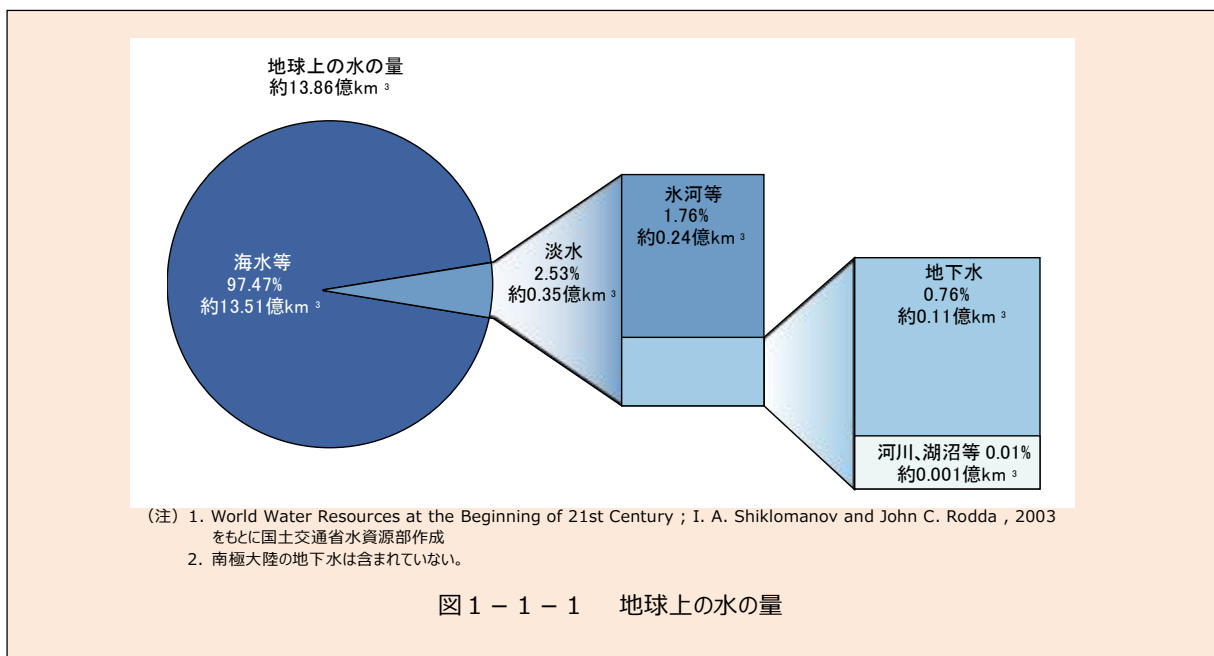 地球上の水の量
約13.86億km³
海水等
97.47%
約13.51億km³
淡水
2.53%
約0.35億km³
氷河等
1.76%
約0.24億km³
地下水
0.76%
約0.11億km³
河川、湖沼等 0.01%
約0.001億km³
（注）1. World Water Resources at the Beginning of 21st Century ; I. A. Shiklomanov and John C. Rodda , 2003
をもとに国土交通省水資源部作成
2. 南極大陸の地下水は含まれていない。
図１－１－１　地球上の水の量